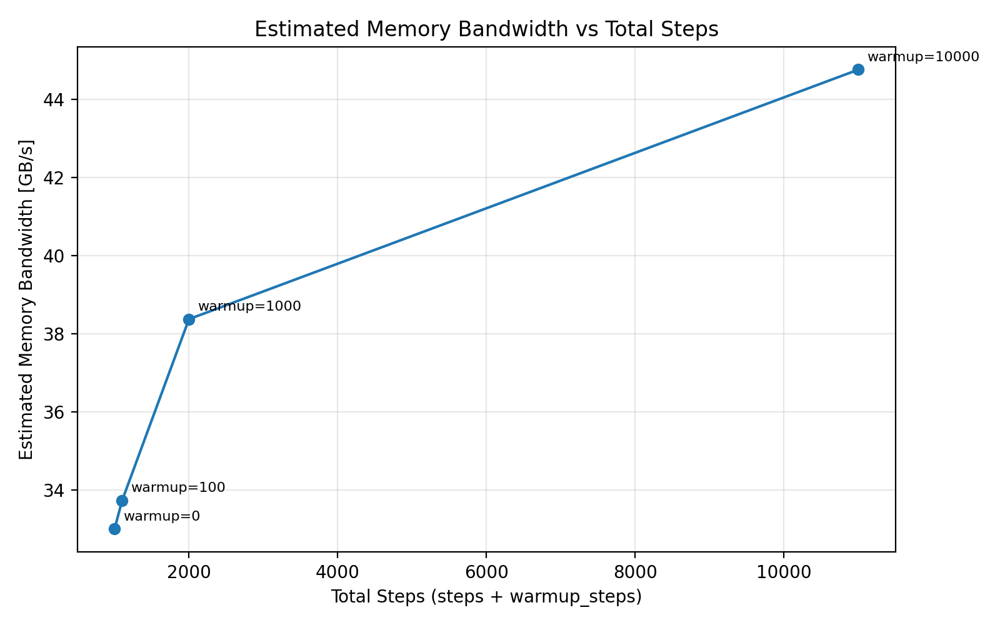 Estimated Memory Bandwidth vs Total Steps
Estimated Memory Bandwidth [GB/s]
44
42
40
38
36
34
warmup=10000
warmup=1000
warmup=100
warmup=0
2000 4000 6000 8000 10000
Total Steps (steps + warmup_steps)